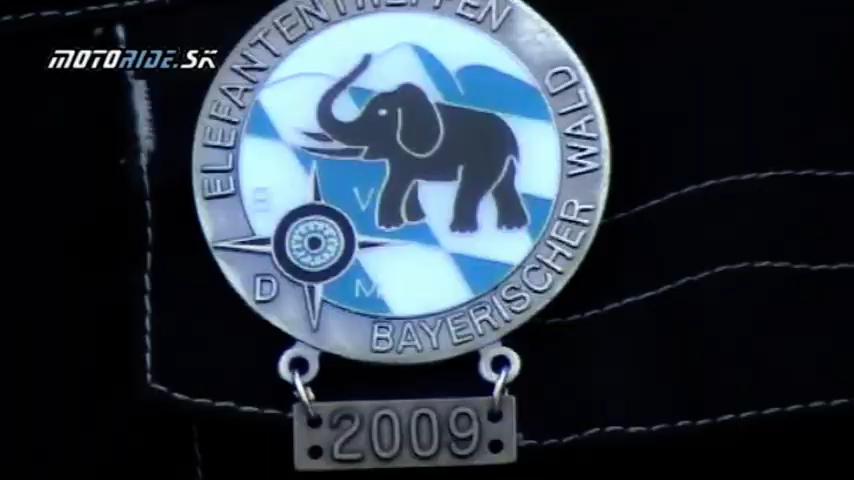 MOTORIDE.SK
ELEFANTENTREFFEN
BAYERISCHER WALD
B V
D M
2009